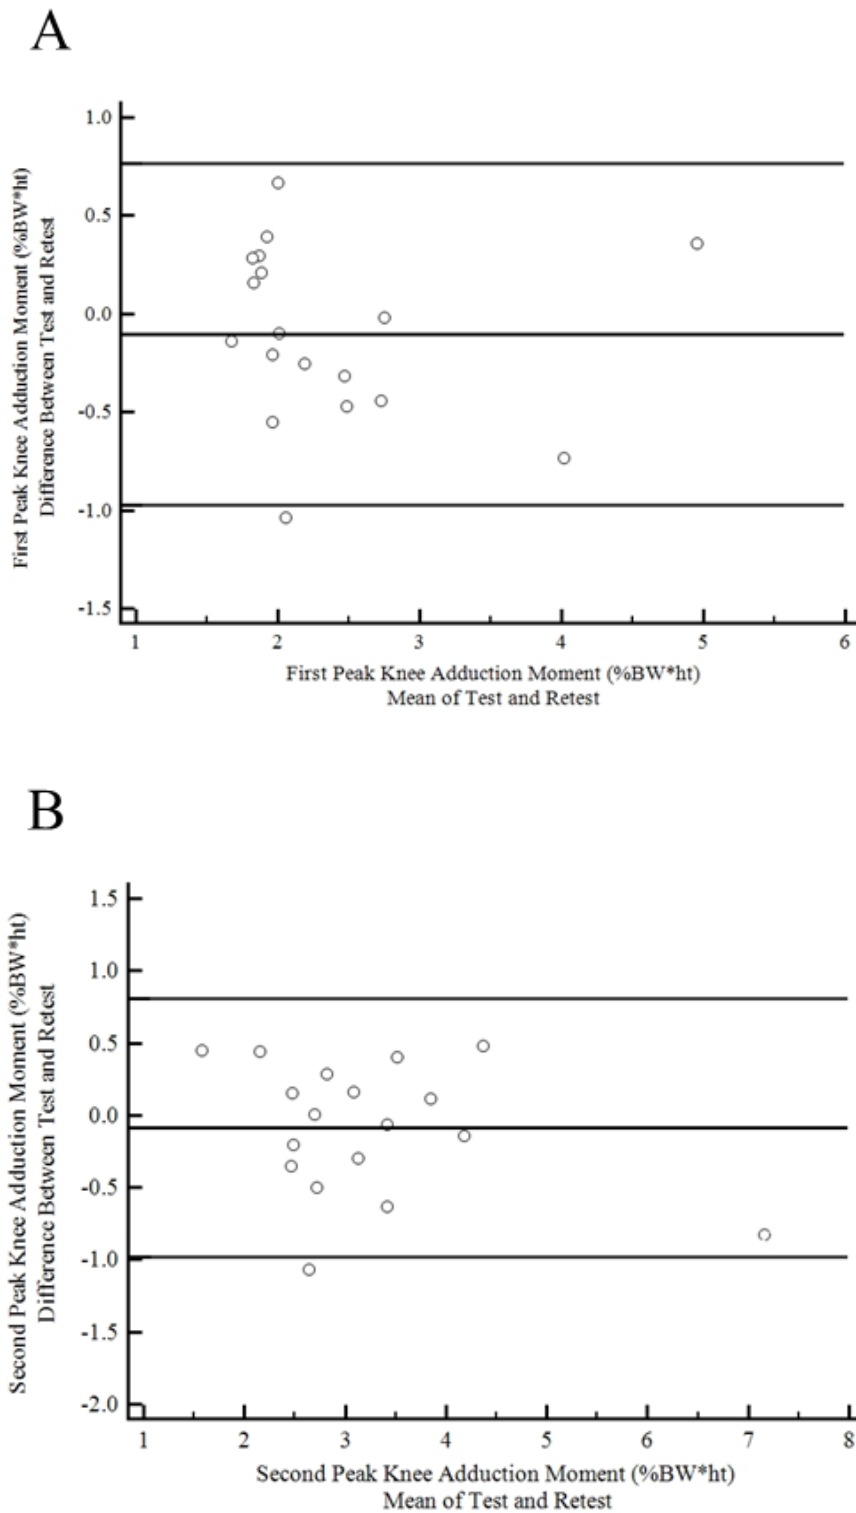 A
First Peak Knee Adduction Moment (%BW*ht)
Difference Between Test and Retest
1.0
0.5
0.0
-0.5
-1.0
-1.5
1 2 3 4 5 6
First Peak Knee Adduction Moment (%BW*ht)
Mean of Test and Retest
B
Second Peak Knee Adduction Moment (%BW*ht)
Difference Between Test and Retest
1.5
1.0
0.5
0.0
-0.5
-1.0
-1.5
-2.0
1 2 3 4 5 6 7 8
Second Peak Knee Adduction Moment (%BW*ht)
Mean of Test and Retest